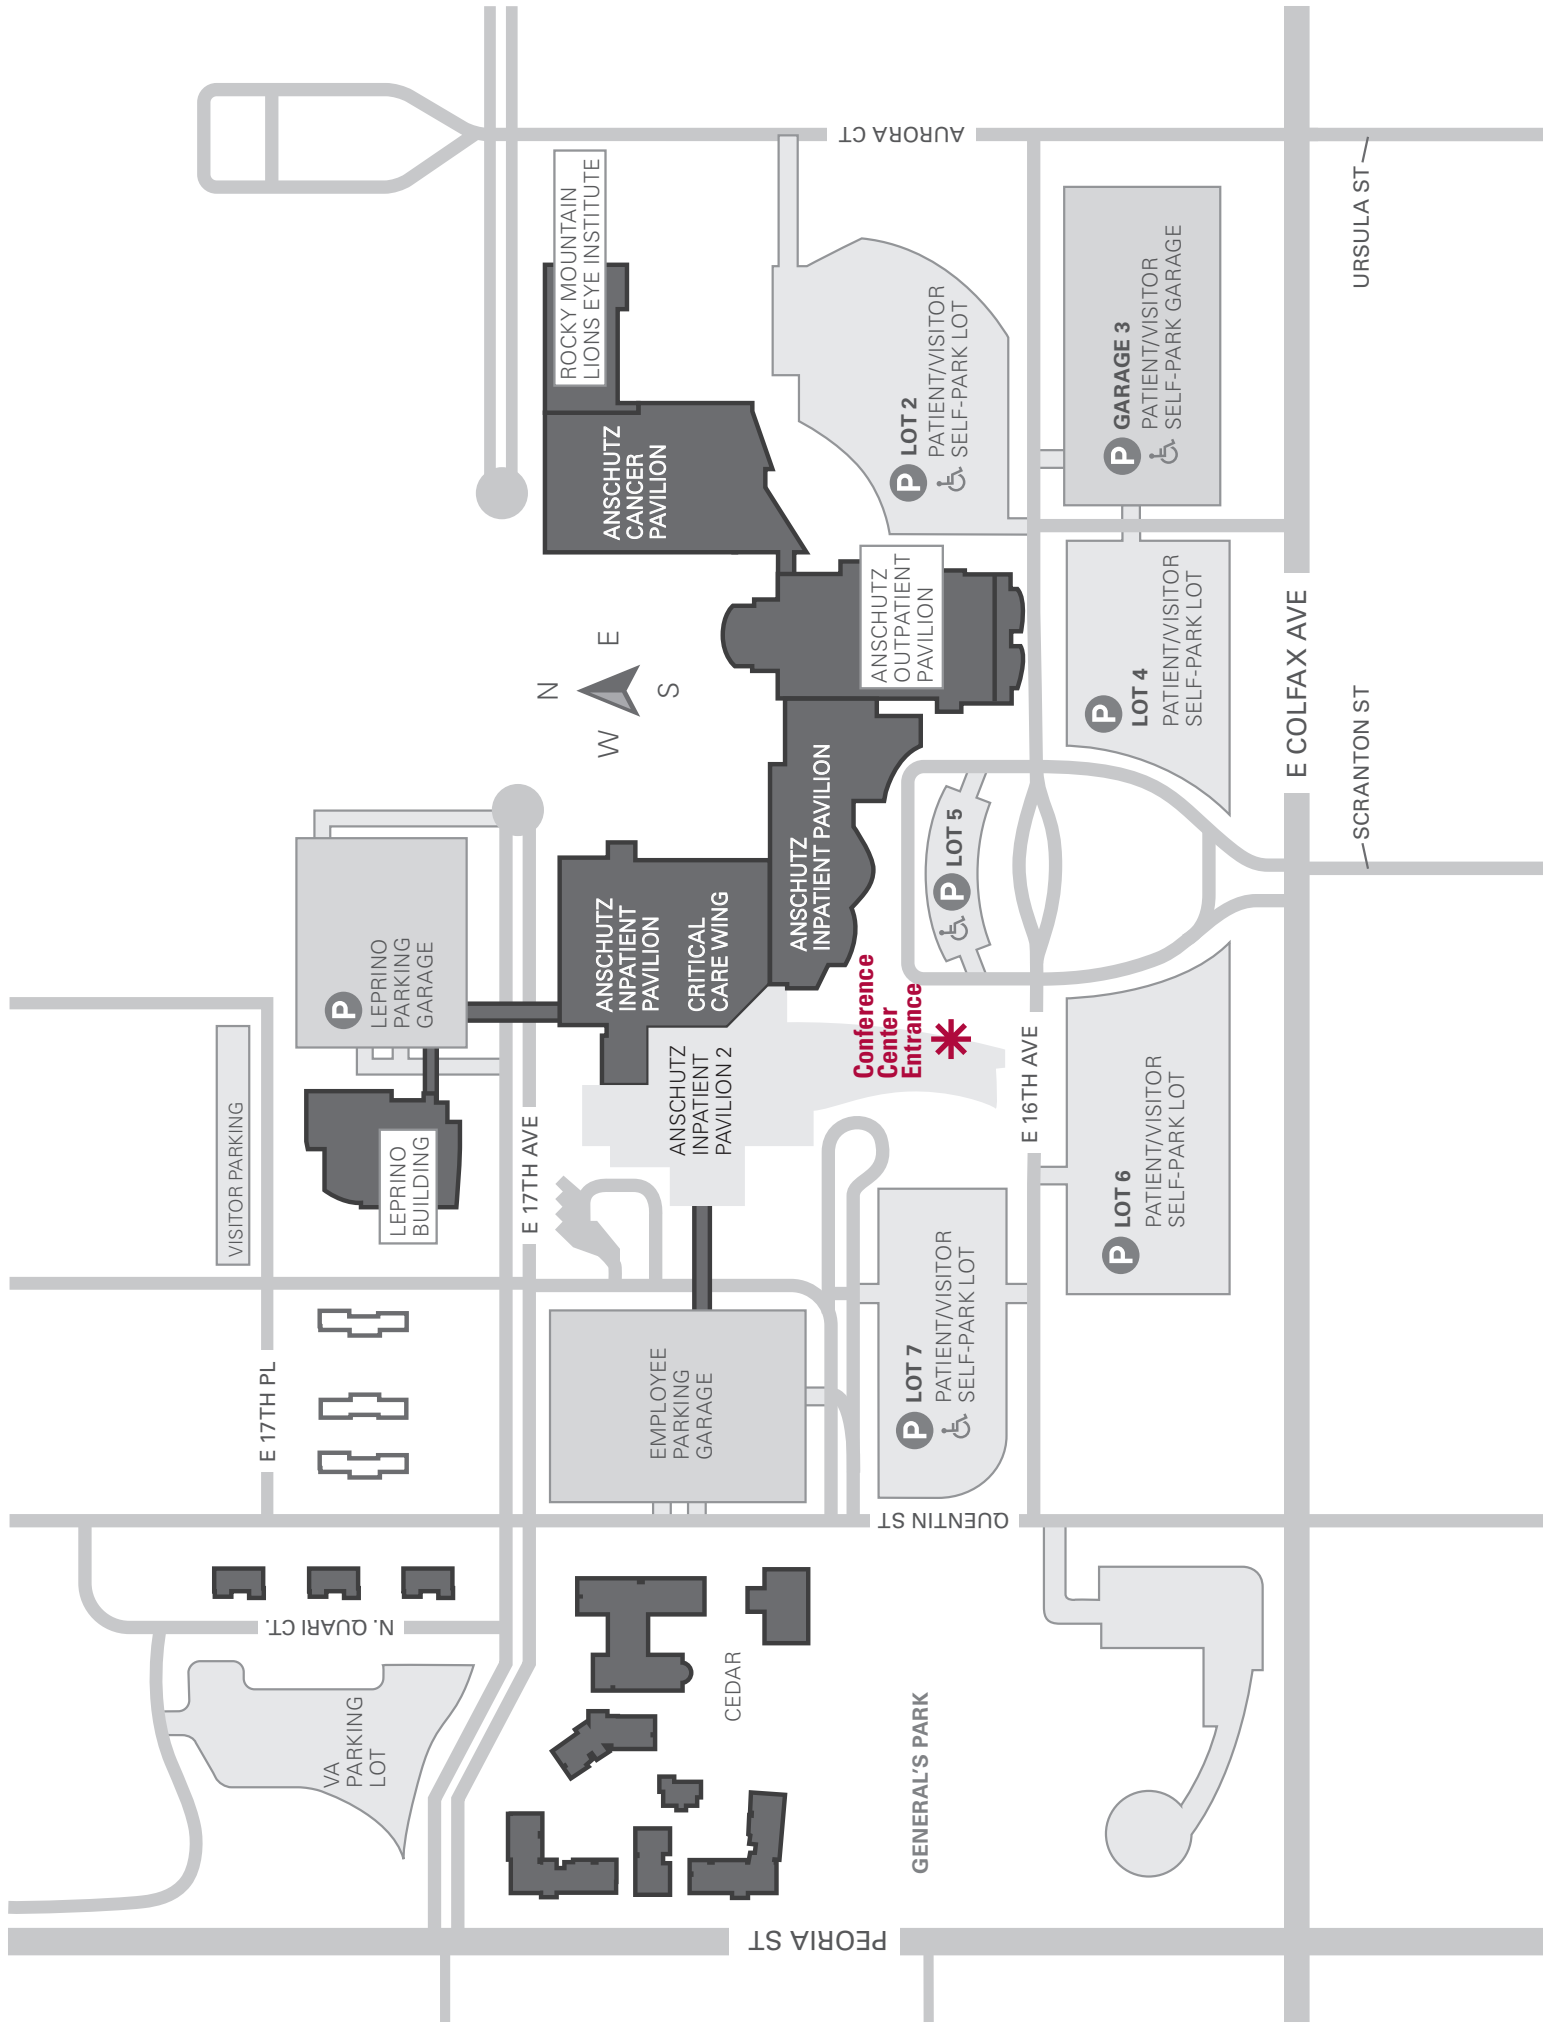 AURORA CT
ROCKY MOUNTAIN
LIONS EYE INSTITUTE
URSULA ST
P GARAGE 3
PATIENT/VISITOR
SELF-PARK GARAGE
P LOT 2
PATIENT/VISITOR
SELF-PARK LOT
ANSCHUTZ
CANCER
PAVILION
ANSCHUTZ
OUTPATIENT
PAVILION
P
LOT 4
PATIENT/VISITOR
SELF-PARK LOT
E COLFAX AVE
SCRANTON ST
N
E
S
W
ANSCHUTZ
INPATIENT PAVILION
P LOT 5
ANSCHUTZ
INPATIENT
PAVILION
CRITICAL
CARE WING
P
LEPRINO
PARKING
GARAGE
Conference
Center
Entrance
E 16TH AVE
ANSCHUTZ
INPATIENT
PAVILION 2
VISITOR PARKING
LEPRINO
BUILDING
E 17TH AVE
P LOT 6
PATIENT/VISITOR
SELF-PARK LOT
P LOT 7
PATIENT/VISITOR
SELF-PARK LOT
EMPLOYEE
PARKING
GARAGE
E 17TH PL
QUENTIN ST
N. QUARI CT.
VA
PARKING
LOT
CEDAR
GENERAL'S PARK
PEORIA ST